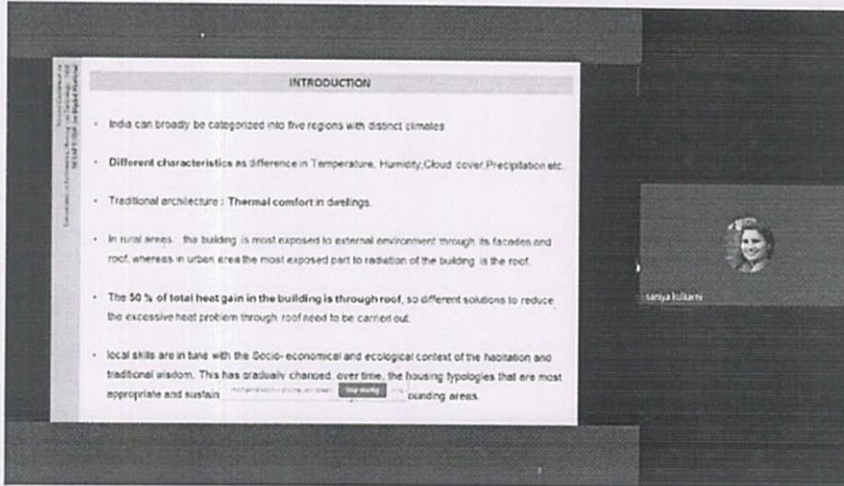 INTRODUCTION
India can broadly be categorized into five regions with distinct climates
Different characteristics as difference in Temperature, Humidity,Cloud cover,Precipitation etc.
Traditional architecture : Thermal comfort in dwellings.
In rural arees : the building is most exposed to external environment through its facades and
roof, whereas in urban area the most exposed part to radiation of the building is the roof.
The 50 % of total heat gain in the building is through roof, so different solutions to reduce
the excessive heat problem through roof need to be carried out.
local skills are in tune with the Socio- economical and ecological context of the habitation and
traditional wisdom. This has gradually changed, over time, the housing typologies that are most
appropriate and sustain Stop sharing ounding areas.
saniya kulkarni